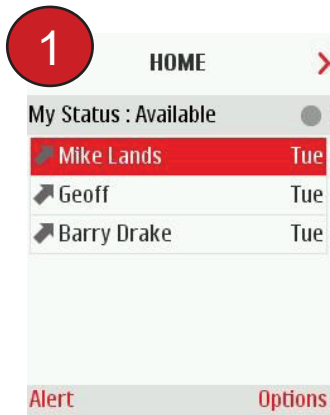 1
HOME
My Status : Available
Mike Lands Tue
Geoff Tue
Barry Drake Tue
Alert Options